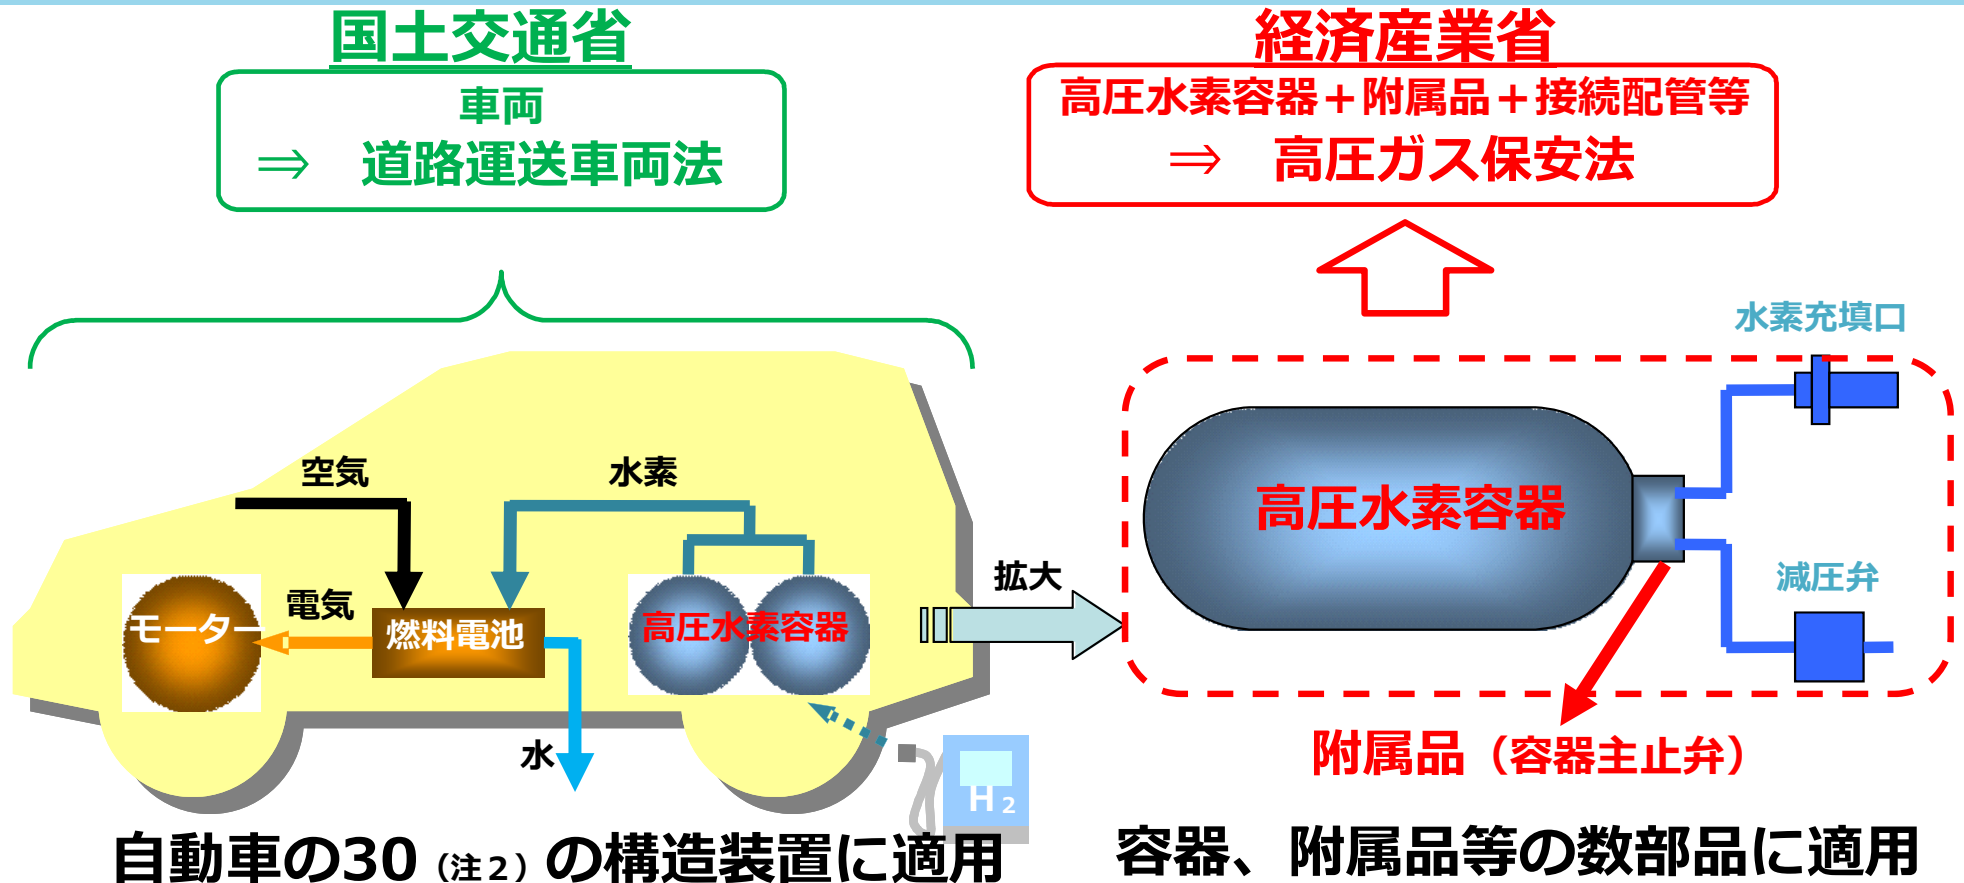 国土交通省
車両
⇒ 道路運送車両法
経済産業省
高圧水素容器＋附属品＋接続配管等
⇒ 高圧ガス保安法
水素充填口
空気
水素
高圧水素容器
拡大
減圧弁
電気
モーター
燃料電池
高圧水素容器
水
附属品（容器主止弁）
H2
自動車の30（注２）の構造装置に適用
容器、附属品等の数部品に適用